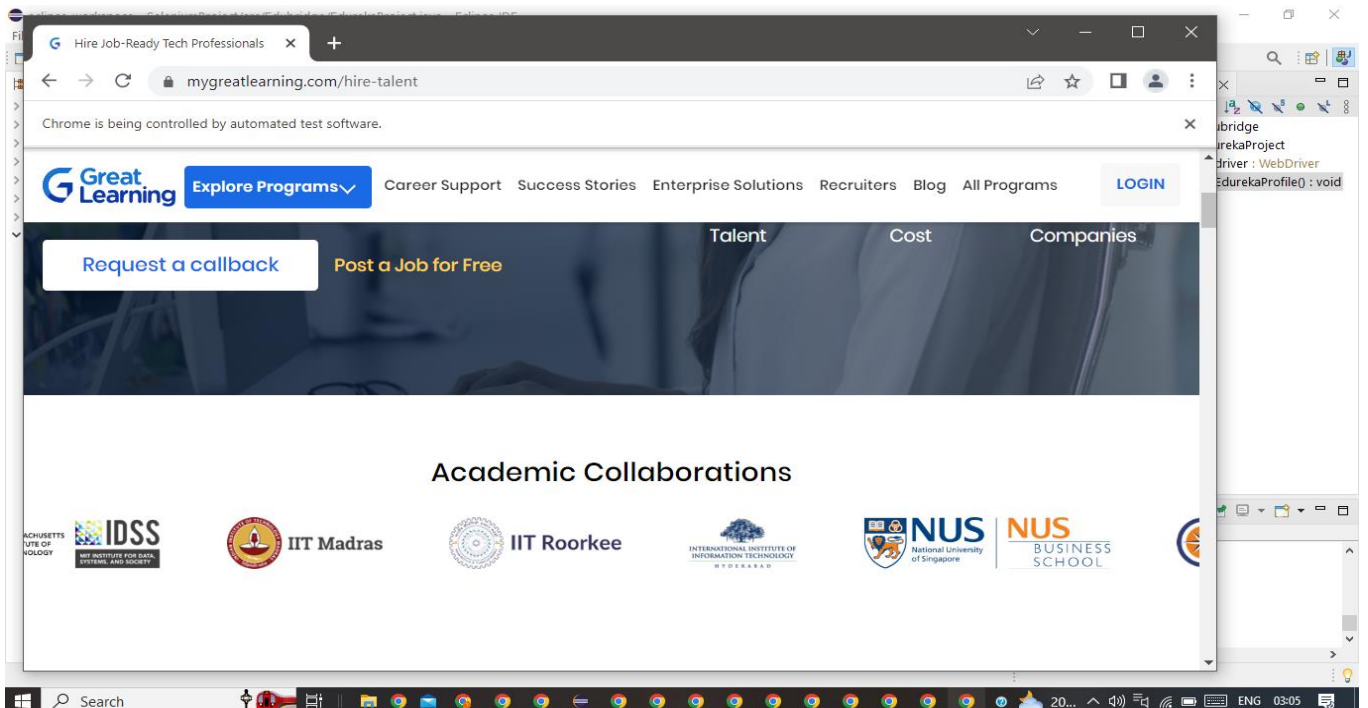 Hire Job-Ready Tech Professionals
mygreatlearning.com/hire-talent
Chrome is being controlled by automated test software.
Great Learning
Explore Programs
Career Support
Success Stories
Enterprise Solutions
Recruiters
Blog
All Programs
LOGIN
Talent
Cost
Companies
Request a callback
Post a Job for Free
Academic Collaborations
IDSS
MIT INSTITUTE FOR DATA,
SYSTEMS, AND SOCIETY
IIT Madras
IIT Roorkee
INTERNATIONAL INSTITUTE OF
INFORMATION TECHNOLOGY
HYDERABAD
NUS
National University
of Singapore
NUS
BUSINESS
SCHOOL
driver : WebDriver
EdurekaProfile() : void
Search
20...
ENG
03:05